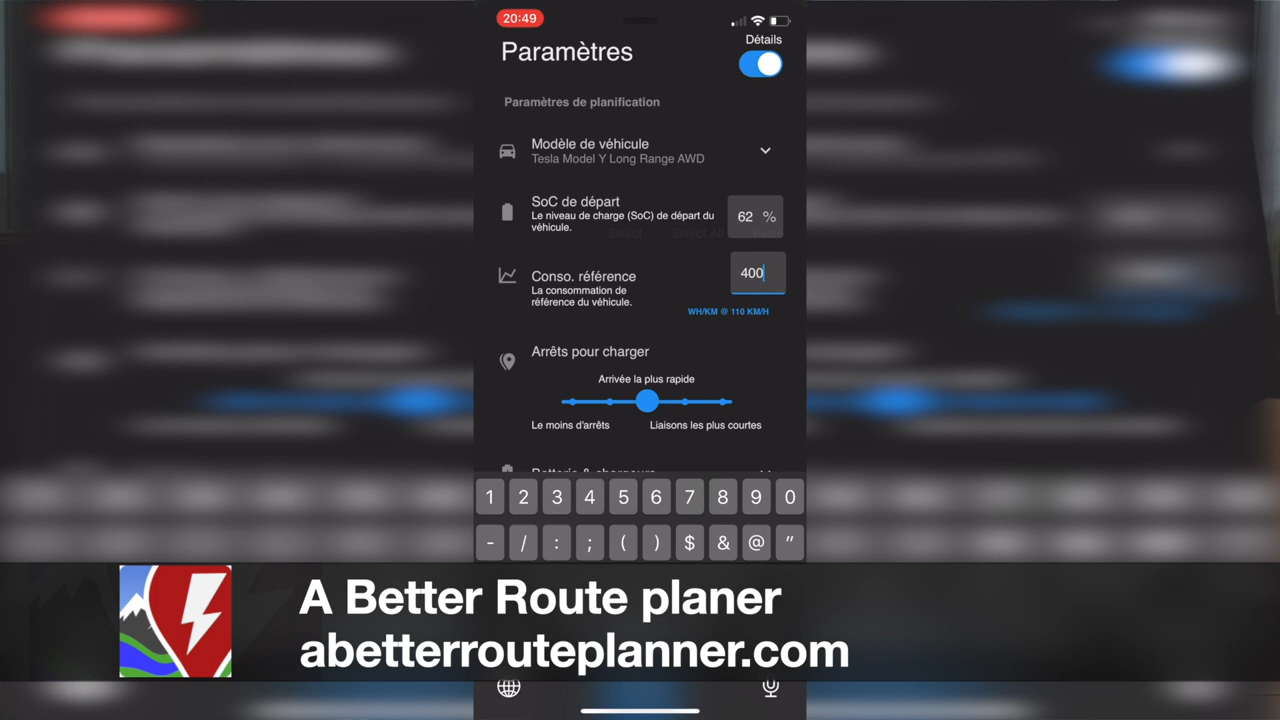 20:49
Détails
Paramètres
Paramètres de planification
Modèle de véhicule
Tesla Model Y Long Range AWD
SoC de départ
Le niveau de charge (SoC) de départ du
véhicule.
62 %
Select All
Conso. référence
La consommation de
référence du véhicule.
400
WH/KM @ 110 KM/H
Arrêts pour charger
Arrivée la plus rapide
Le moins d'arrêts
Liaisons les plus courtes
1 2 3 4 5 6 7 8 9 0
- / : ; ( ) $ & @ "
A Better Route planer
abetterrouteplanner.com